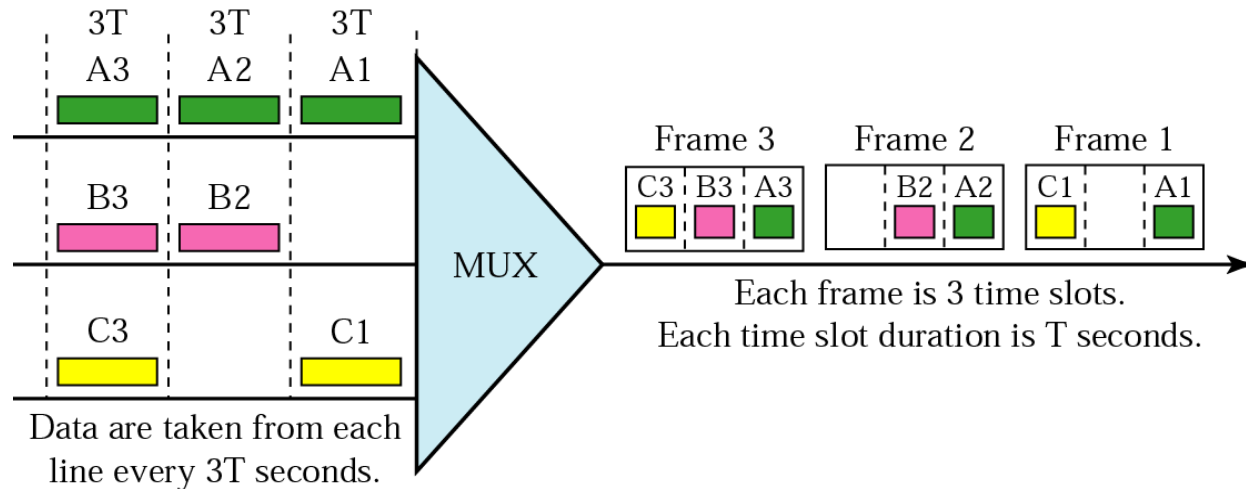 3T 3T 3T
A3 A2 A1
B3 B2
C3 C1
Data are taken from each
line every 3T seconds.
MUX
Frame 3 Frame 2 Frame 1
C3 B3 A3 B2 A2 C1 A1
Each frame is 3 time slots.
Each time slot duration is T seconds.